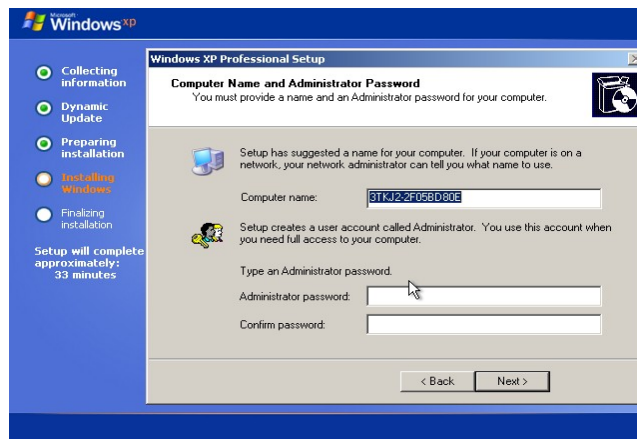 Microsoft
Windows xp
Collecting
information
Dynamic
Update
Preparing
installation
Installing
Windows
Finalizing
installation
Setup will complete
approximately:
33 minutes
Windows XP Professional Setup
Computer Name and Administrator Password
You must provide a name and an Administrator password for your computer.
Setup has suggested a name for your computer. If your computer is on a
network, your network administrator can tell you what name to use.
Computer name:
3TKJ2-2F05BD80E
Setup creates a user account called Administrator. You use this account when
you need full access to your computer.
Type an Administrator password.
Administrator password:
Confirm password:
< Back
Next >